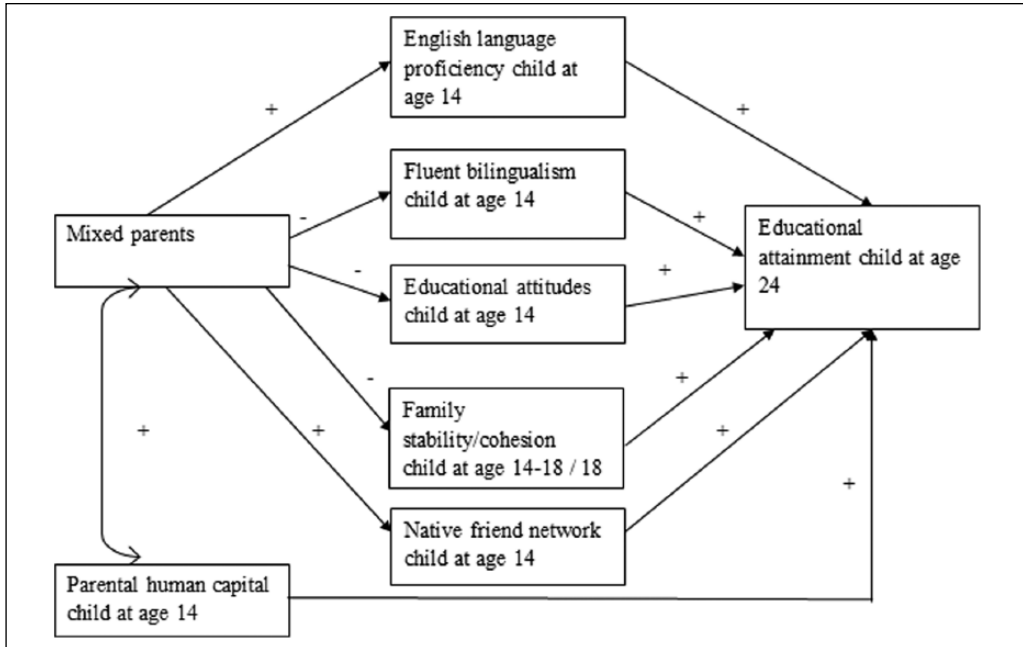 English language
proficiency child at
age 14
+
+
Fluent bilingualism
child at age 14
-
+
Mixed parents
Educational
attainment child at age
24
-
+
Educational attitudes
child at age 14
-
+
Family
stability/cohesion
child at age 14-18 / 18
+
+
+
+
Native friend network
child at age 14
Parental human capital
child at age 14